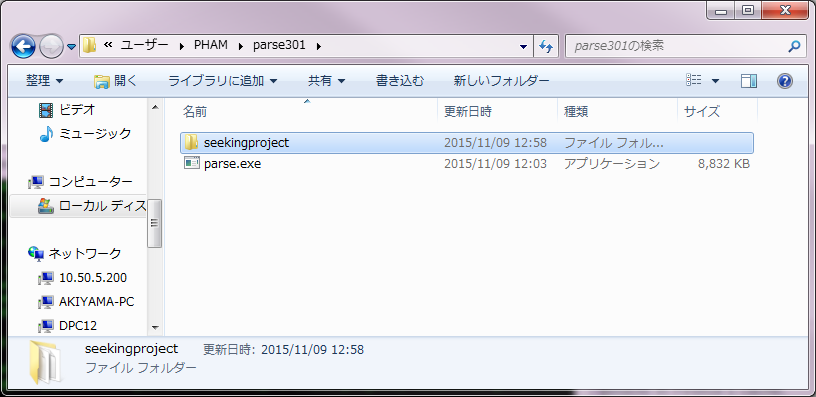 « ユーザー ▸ PHAM ▸ parse301 ▸ parse301の検索
整理 開く ライブラリに追加 共有 書き込む 新しいフォルダー
ビデオ
ミュージック
コンピューター
ローカル ディス
ネットワーク
10.50.5.200
AKIYAMA-PC
DPC12
名前 更新日時 種類 サイズ
seekingproject 2015/11/09 12:58 ファイル フォル...
parse.exe 2015/11/09 12:03 アプリケーション 8,832 KB
seekingproject 更新日時: 2015/11/09 12:58
ファイル フォルダー